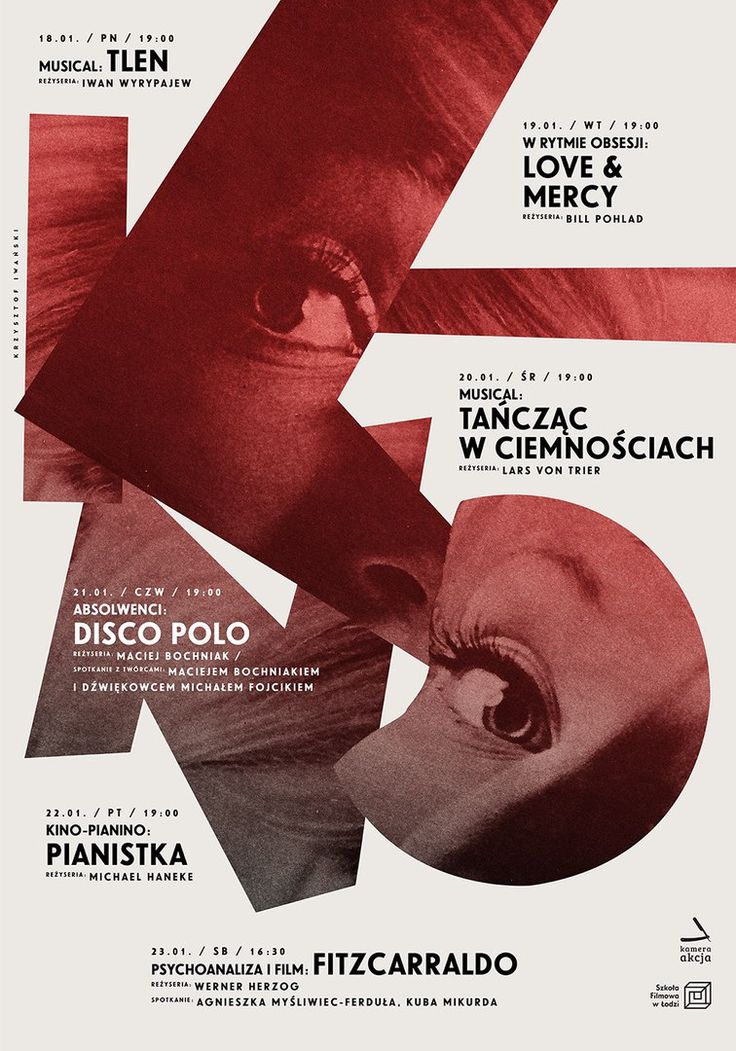 18.01. / PN / 19:00
MUSICAL: TLEN
REŻYSERIA: IWAN WYRYPAJEW
19.01. / WT / 19:00
W RYTMIE OBSESJI:
LOVE &
MERCY
REŻYSERIA: BILL POHLAD
KRZYSZTOF IWAŃSKI
20.01. / ŚR / 19:00
MUSICAL:
TAŃCZĄC
W CIEMNOŚCIACH
REŻYSERIA: LARS VON TRIER
21.01. / CZW / 19:00
ABSOLWENCI:
DISCO POLO
REŻYSERIA: MACIEJ BOCHNIAK /
SPOTKANIE Z TWÓRCAMI: MACIEJEM BOCHNIAKIEM
I DŹWIĘKOWCEM MICHAŁEM FOJCIKIEM
22.01. / PT / 19:00
KINO-PIANINO:
PIANISTKA
REŻYSERIA: MICHAEL HANEKE
23.01. / SB / 16:30
PSYCHOANALIZA I FILM: FITZCARRALDO
REŻYSERIA: WERNER HERZOG
SPOTKANIE: AGNIESZKA MYŚLIWIEC-FERDUŁA, KUBA MIKURDA
kamera
akcja
Szkoła
Filmowa
w Łodzi